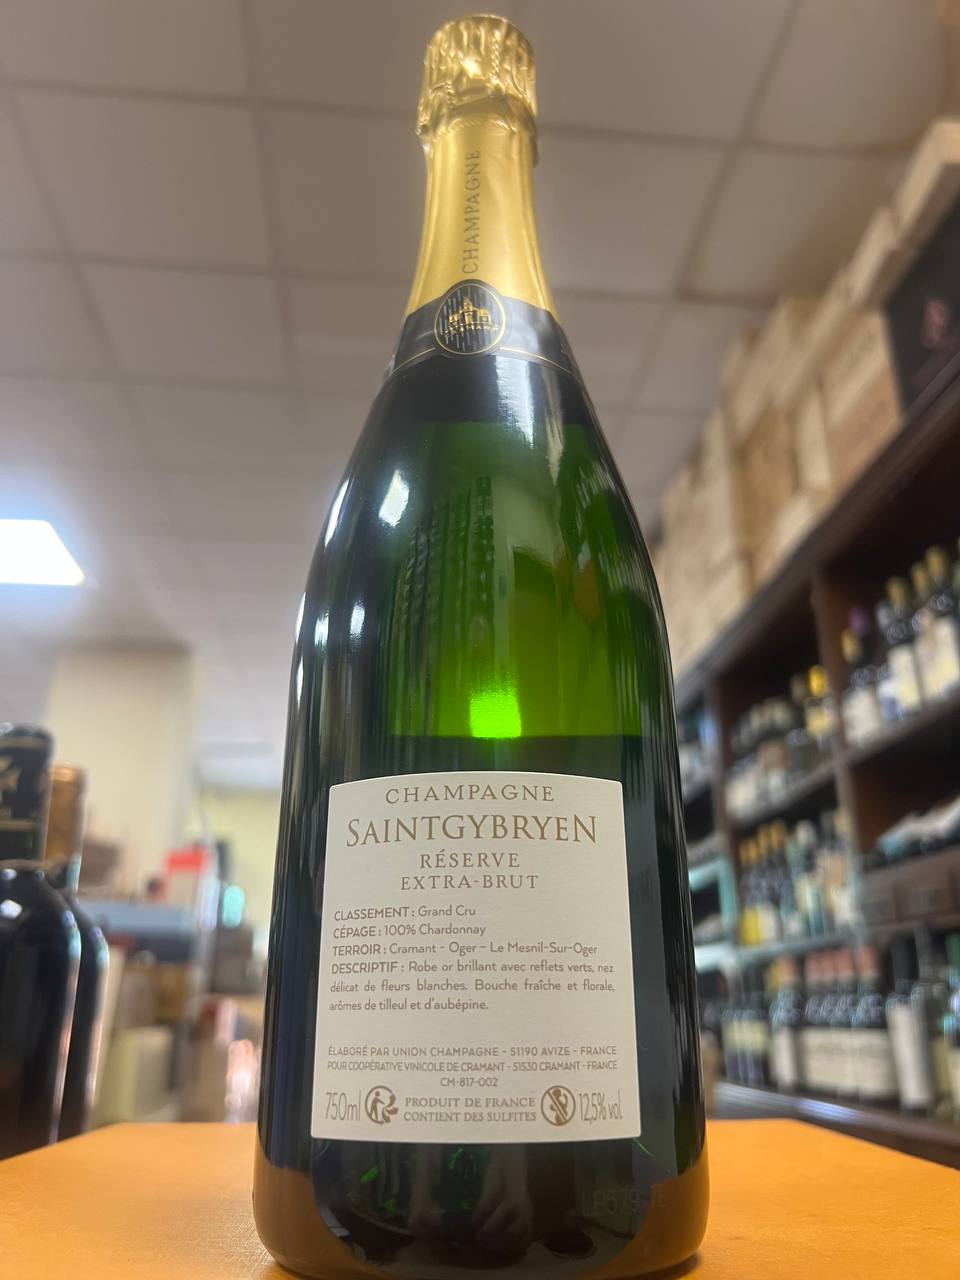 CHAMPAGNE
CHAMPAGNE
SAINTGYBRYEN
RÉSERVE
EXTRA-BRUT
CLASSEMENT : Grand Cru
CÉPAGE : 100% Chardonnay
TERROIR : Cramant - Oger – Le Mesnil-Sur-Oger
DESCRIPTIF : Robe or brillant avec reflets verts, nez
délicat de fleurs blanches. Bouche fraîche et florale,
arômes de tilleul et d'aubépine.
ÉLABORÉ PAR UNION CHAMPAGNE - 51190 AVIZE - FRANCE
POUR COOPÉRATIVE VINICOLE DE CRAMANT - 51530 CRAMANT - FRANCE
CM-817-002
750ml PRODUIT DE FRANCE 12,5% vol.
CONTIENT DES SULFITES